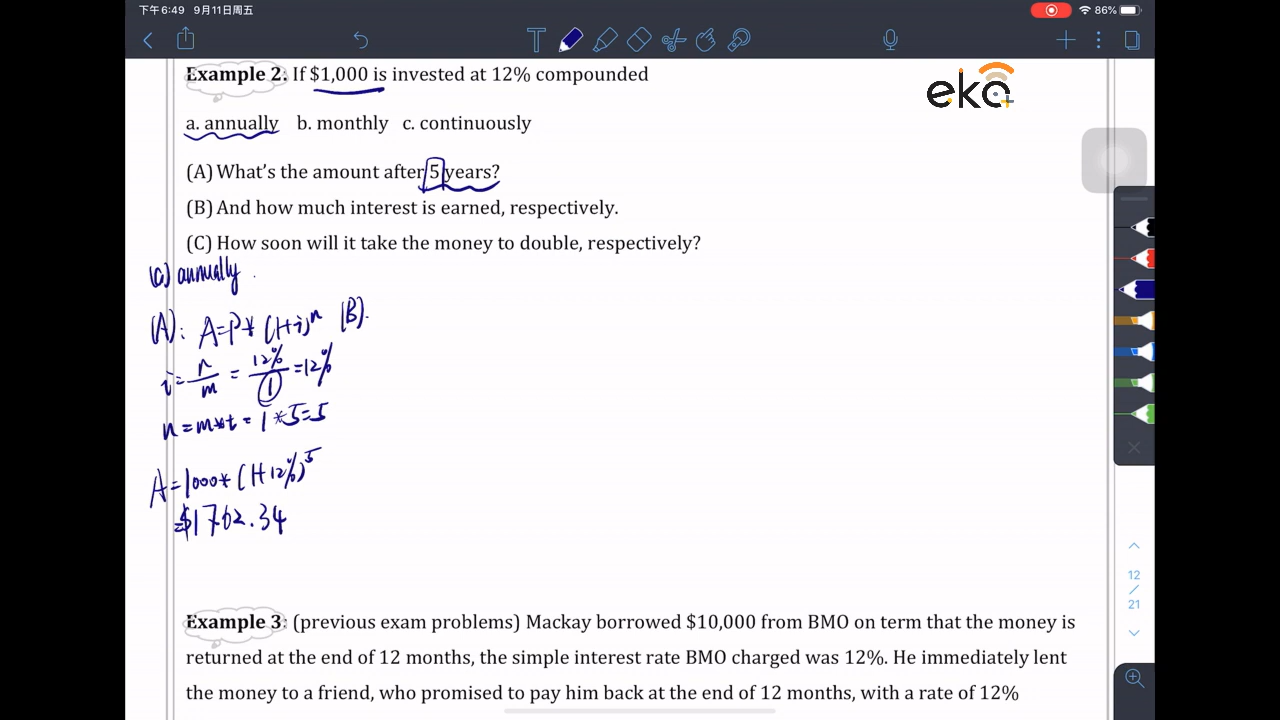 下午6:49 9月11日周五
86%
Example 2: If $1,000 is invested at 12% compounded
eka
a. annually b. monthly c. continuously
(A) What's the amount after 5 years?
(B) And how much interest is earned, respectively.
(C) How soon will it take the money to double, respectively?
(a) annually.
(A): A=P*(1+i)^n (B).
i=r/m=12%/1=12%
n=m*t=1*5=5
A=1000*(1+12%)^5
=$1762.34
12
/
21
Example 3: (previous exam problems) Mackay borrowed $10,000 from BMO on term that the money is
returned at the end of 12 months, the simple interest rate BMO charged was 12%. He immediately lent
the money to a friend, who promised to pay him back at the end of 12 months, with a rate of 12%